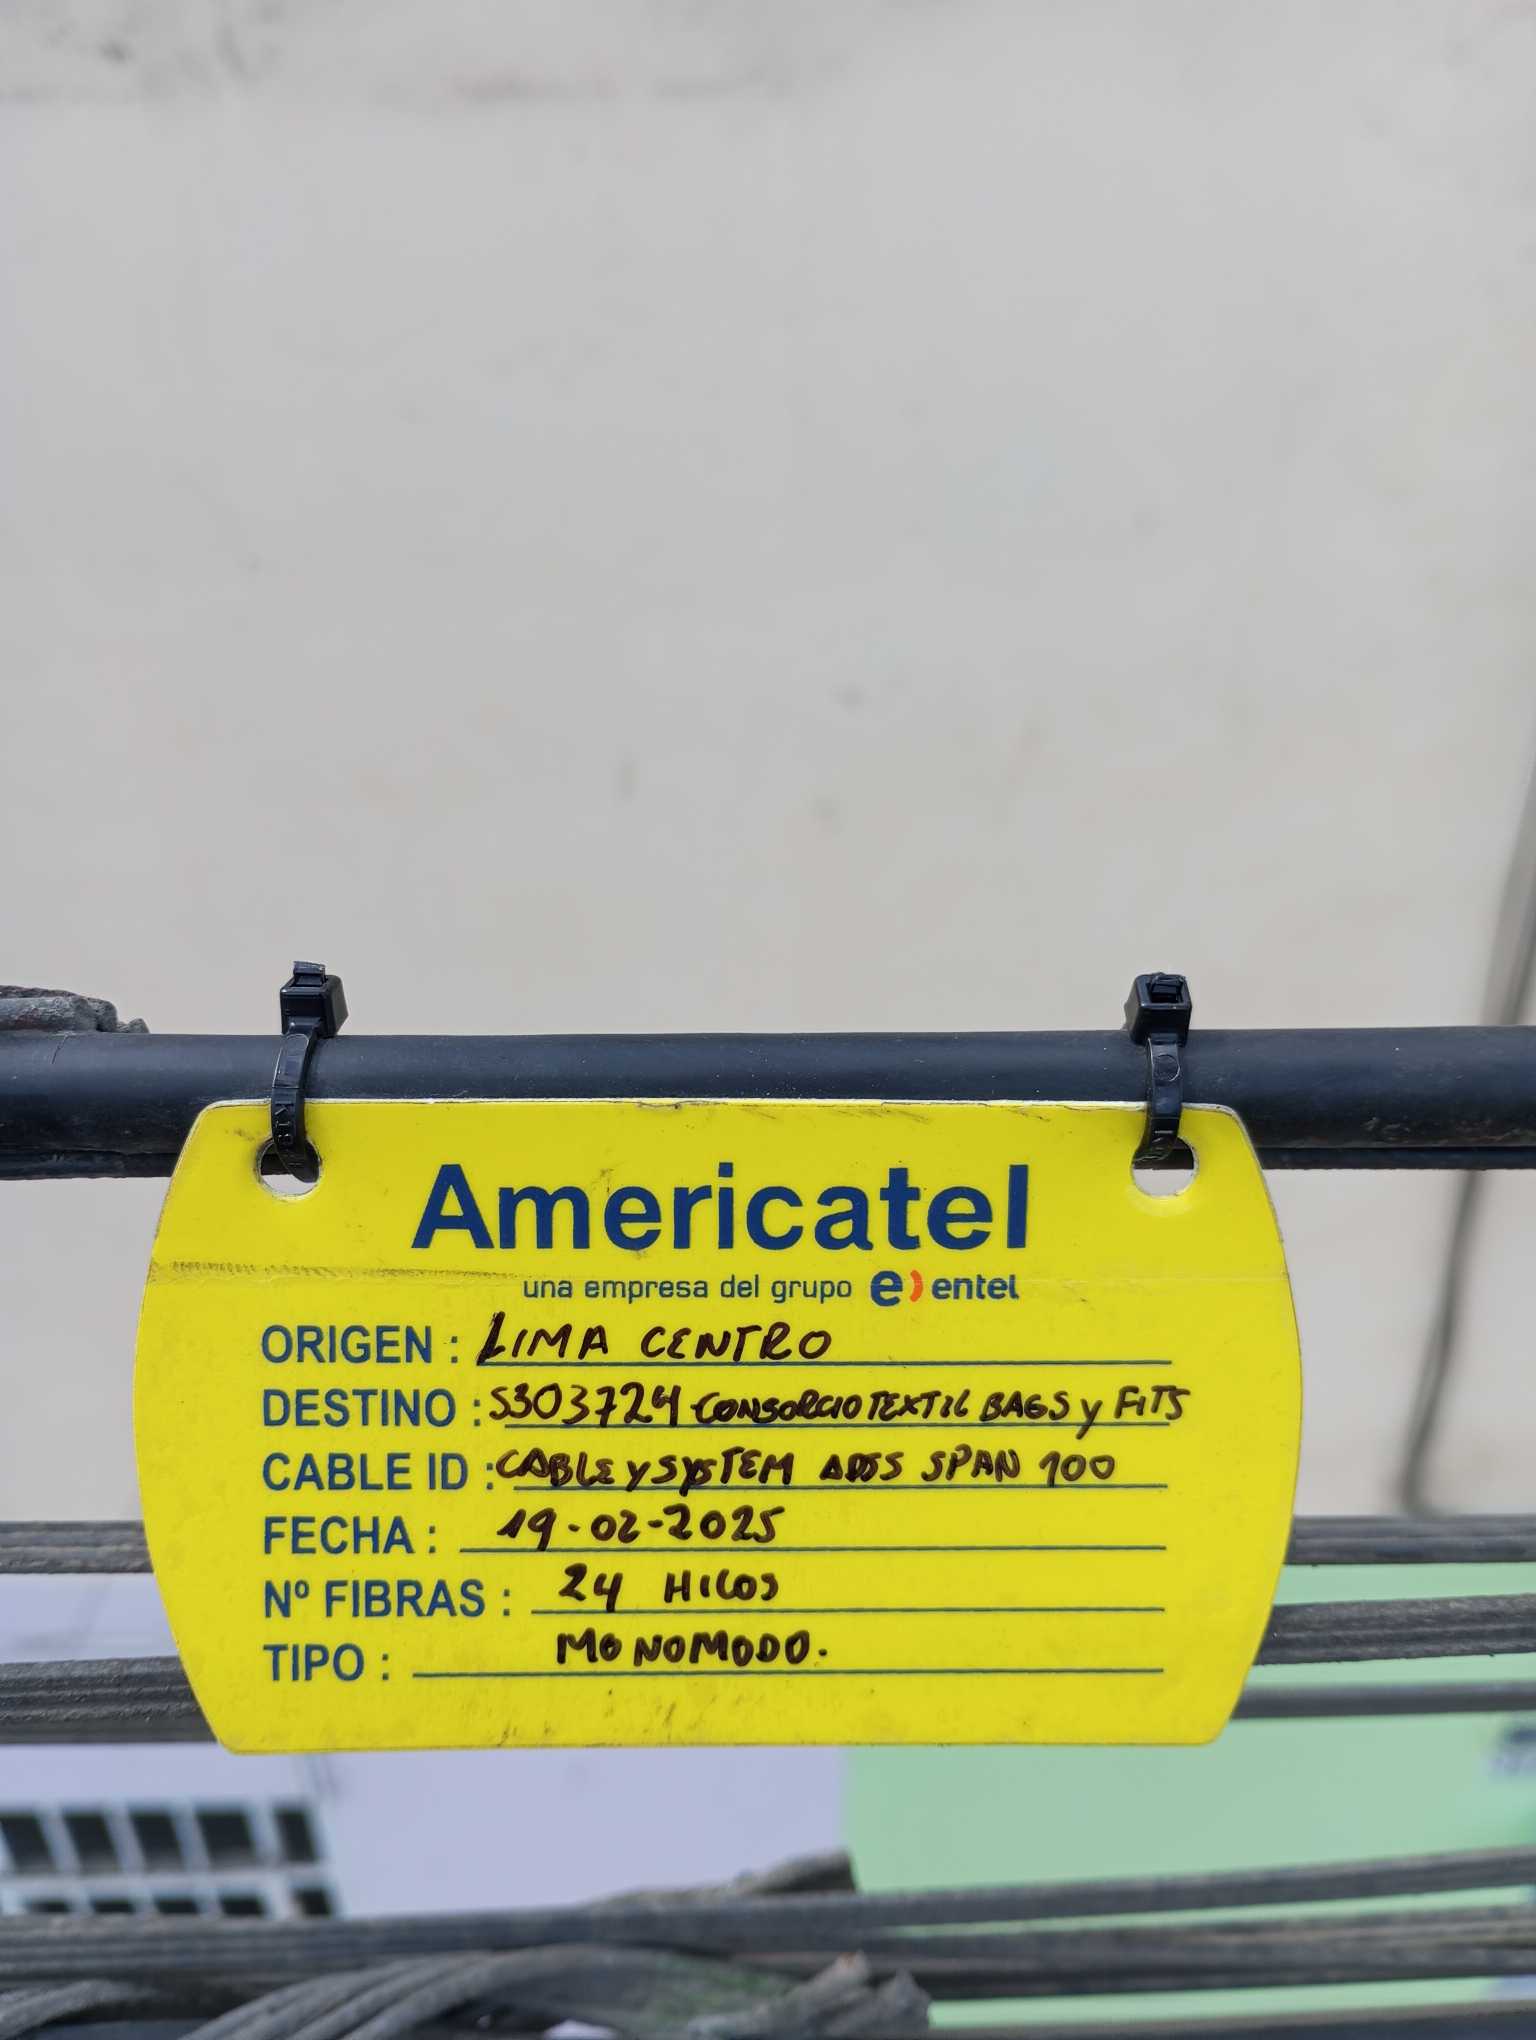 Americatel
una empresa del grupo e) entel
ORIGEN : LIMA CENTRO
DESTINO : S303724 CONSORCIO TEXTIL BAGS y FITS
CABLE ID : CABLE y SYSTEM ADSS SPAN 100
FECHA : 19-02-2025
Nº FIBRAS : 24 HILOS
TIPO : MONOMODO.